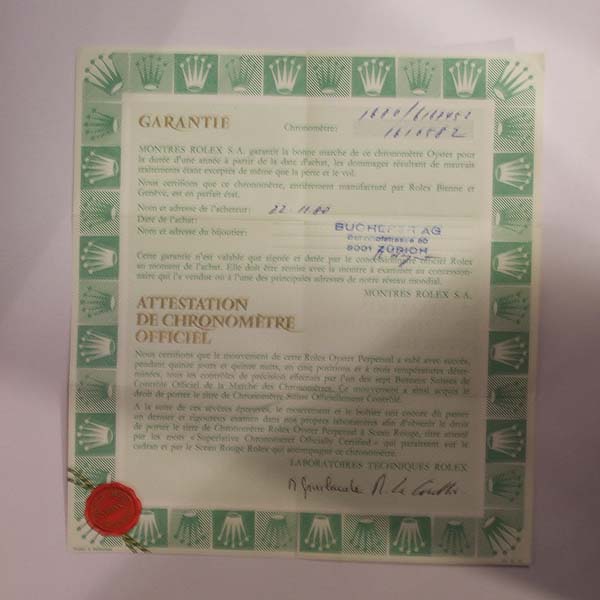 GARANTIE
Chronomètre:
MONTRES ROLEX S.A. garantit la bonne marche de ce chronomètre Oyster pour
la durée d'une année à partir de la date d'achat, les dommages résultant de mauvais
traitements étant exceptés de même que la perte et le vol.
Nous certifions que ce chronomètre, entièrement manufacturé par Rolex Bienne et
Genève, est en parfait état.
Nom et adresse de l'acheteur:
Date de l'achat:
Nom et adresse du bijoutier:
BUCHERER AG
Bahnhofstrasse 50
8001 ZÜRICH
Cette garantie n'est valable que signée et datée par le concessionnaire officiel Rolex
au moment de l'achat. Elle doit être remise avec la montre à examiner au concession-
naire qui l'a vendue ou à l'une des principales adresses de notre réseau mondial.
MONTRES ROLEX S.A.
ATTESTATION
DE CHRONOMÈTRE
OFFICIEL
Nous certifions que le mouvement de cette Rolex Oyster Perpetual a subi avec succès,
pendant quinze jours et quinze nuits, en cinq positions et à trois températures déter-
minées, tous les contrôles de précision effectués par l'un des sept Bureaux Suisses de
Contrôle Officiel de la Marche des Chronomètres. Ce mouvement a ainsi acquis le
droit de porter le titre de Chronomètre Suisse Officiellement Contrôlé.
A la suite de ces sévères épreuves, le mouvement et le boîtier ont encore dû passer
un dernier et rigoureux examen dans nos propres laboratoires afin d'obtenir le droit
de porter le titre de Chronomètre Rolex Oyster Perpetual à Sceau Rouge, titre attesté
par les mots «Superlative Chronometer Officially Certified» qui paraissent sur le
cadran et par le Sceau Rouge Rolex qui accompagne ce chronomètre.
LABORATOIRES TECHNIQUES ROLEX